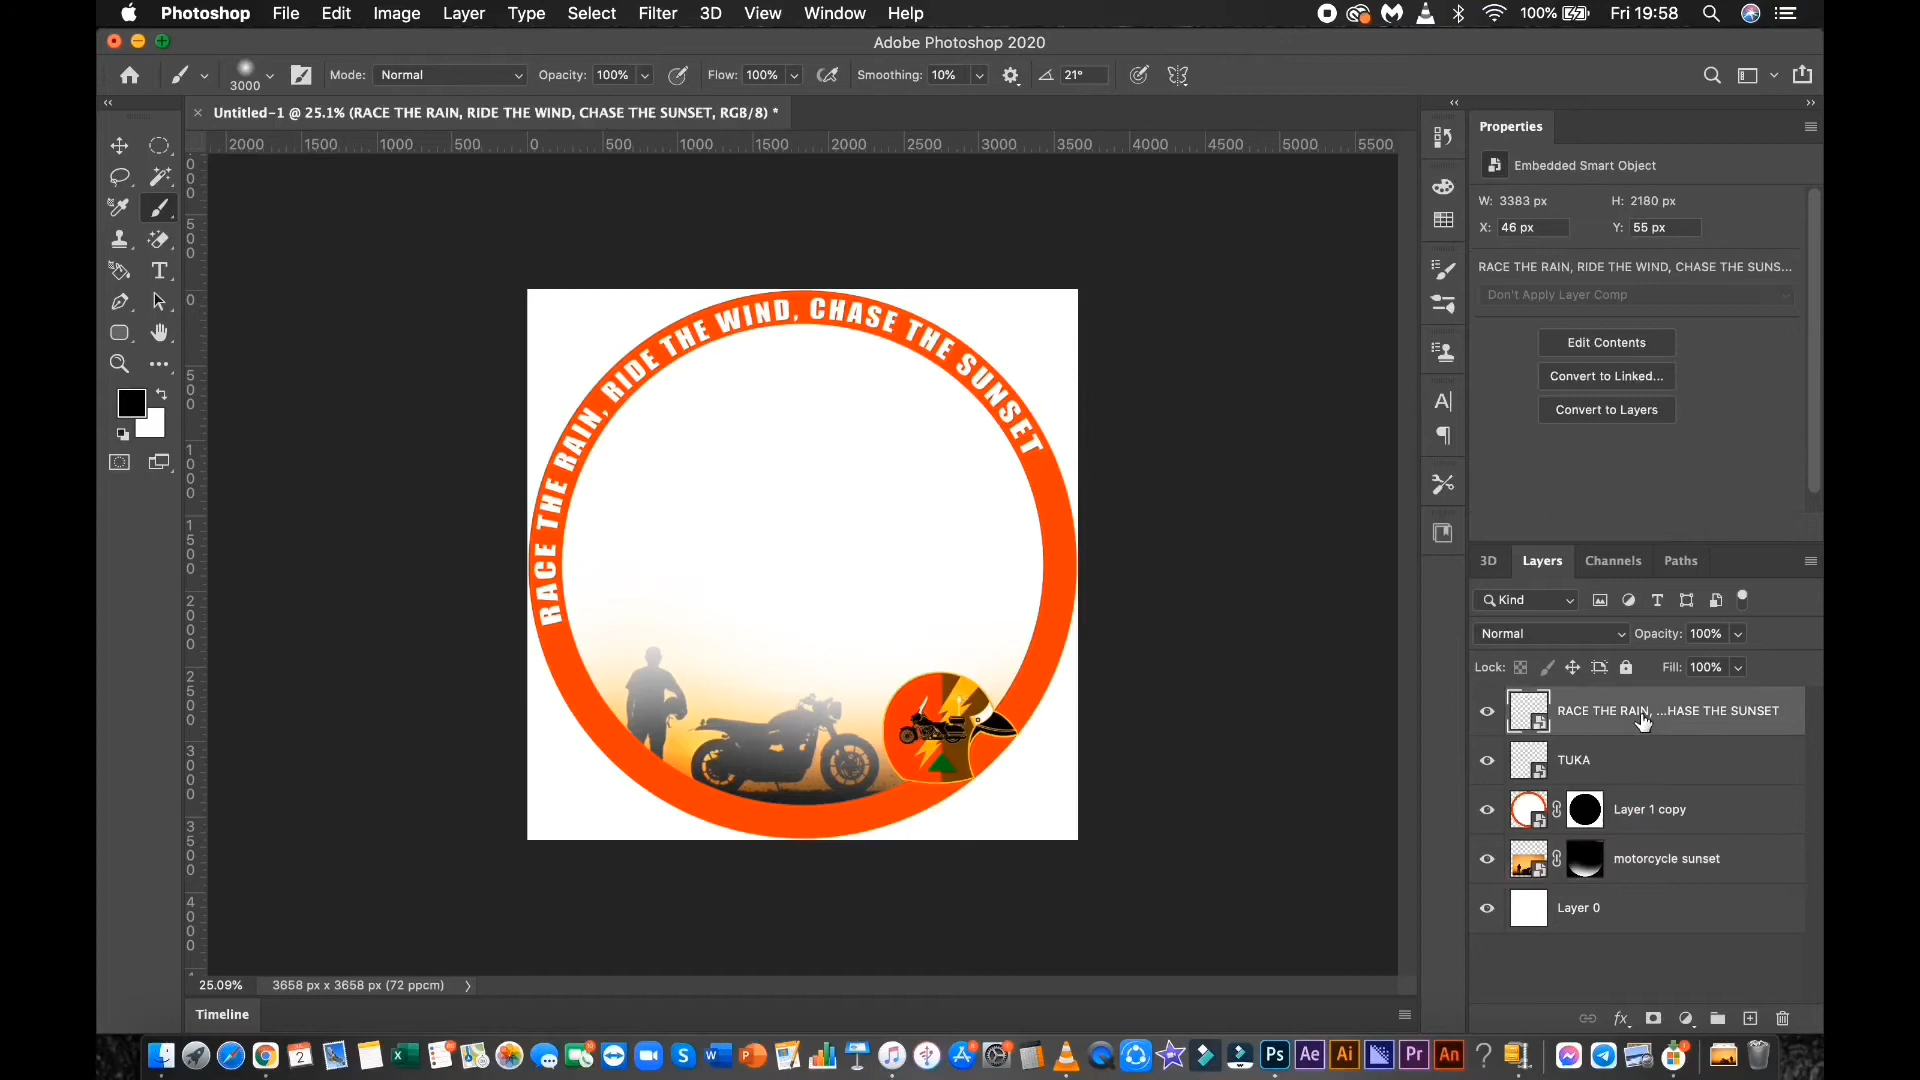 Photoshop File Edit Image Layer Type Select Filter 3D View Window Help 100% Fri 19:58
Adobe Photoshop 2020
3000 Mode: Normal Opacity: 100% Flow: 100% Smoothing: 10% 21°
Untitled-1 @ 25.1% (RACE THE RAIN, RIDE THE WIND, CHASE THE SUNSET, RGB/8) *
2000 1500 1000 500 0 500 1000 1500 2000 2500 3000 3500 4000 4500 5000 5500
RACE THE RAIN, RIDE THE WIND, CHASE THE SUNSET
25.09% 3658 px x 3658 px (72 ppcm)
Timeline
Properties
Embedded Smart Object
W: 3383 px H: 2180 px
X: 46 px Y: 55 px
RACE THE RAIN, RIDE THE WIND, CHASE THE SUNS...
Don't Apply Layer Comp
Edit Contents
Convert to Linked...
Convert to Layers
3D Layers Channels Paths
Kind
Normal Opacity: 100%
Lock: Fill: 100%
RACE THE RAIN, ...HASE THE SUNSET
TUKA
Layer 1 copy
motorcycle sunset
Layer 0
fx
Ps Ae Ai Pr An